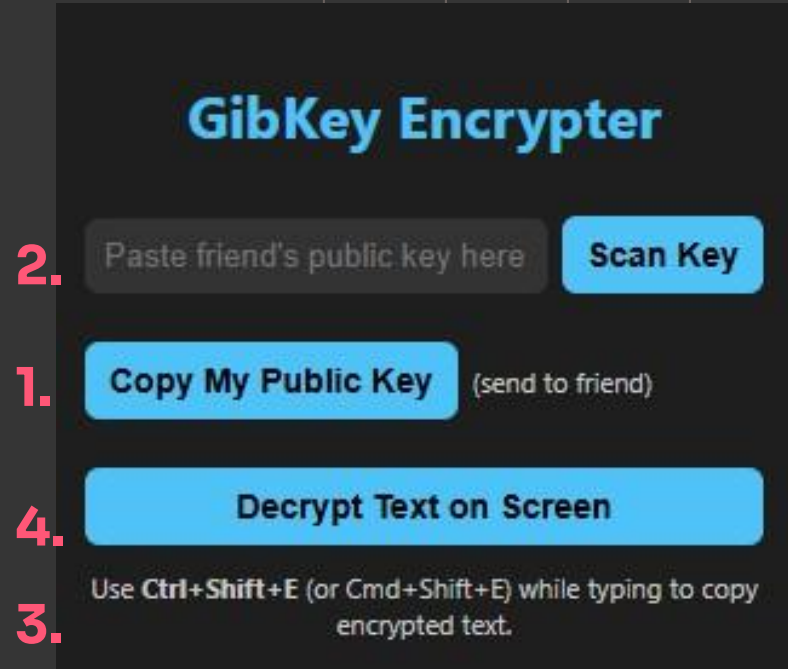 GibKey Encrypter
2. Paste friend's public key here Scan Key
1. Copy My Public Key (send to friend)
4. Decrypt Text on Screen
Use Ctrl+Shift+E (or Cmd+Shift+E) while typing to copy
3. encrypted text.